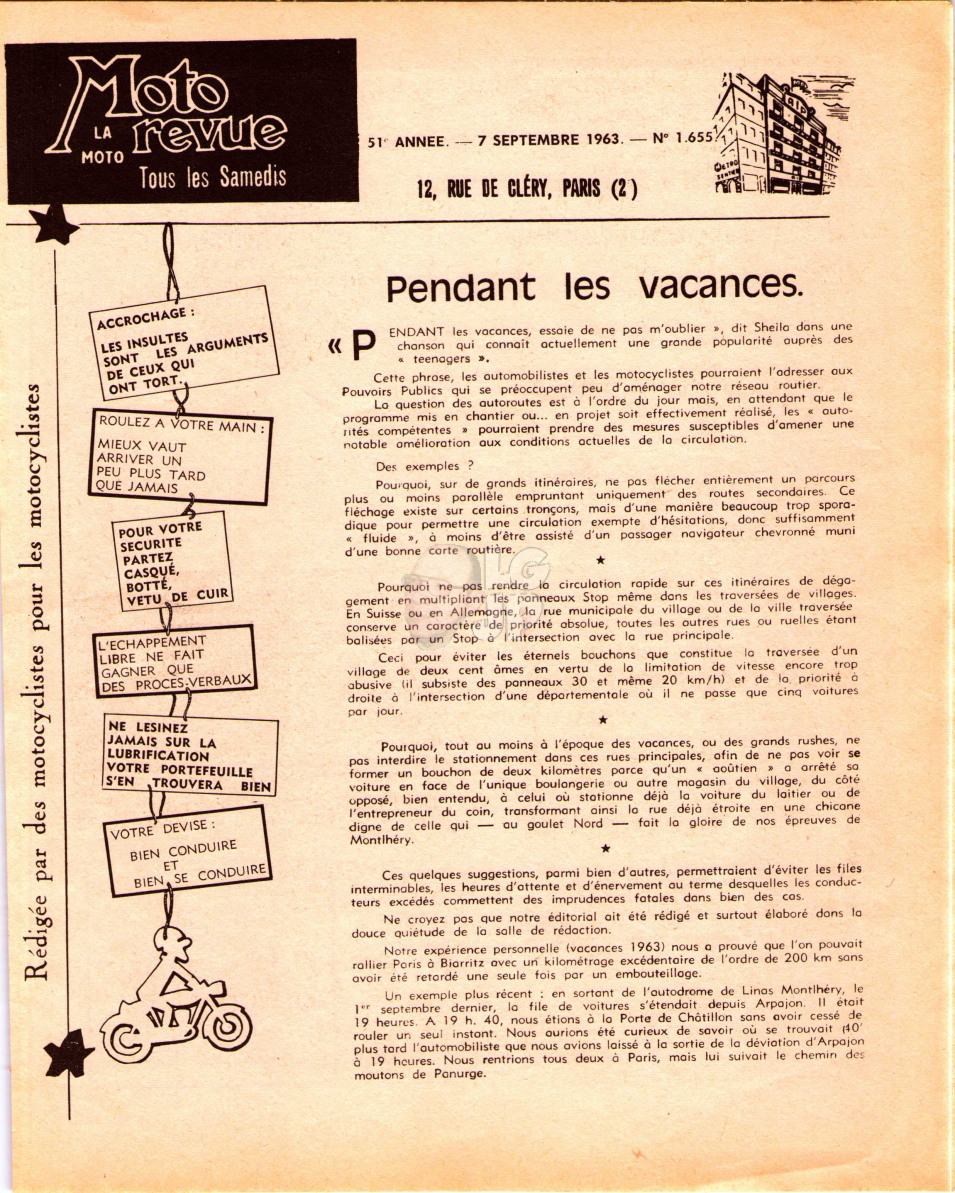 Moto
LA
MOTO revue
Tous les Samedis
51e ANNEE. — 7 SEPTEMBRE 1963. — N° 1.655
12, RUE DE CLÉRY, PARIS (2e)
METRO
SENTIER
Rédigée par des motocyclistes pour les motocyclistes
ACCROCHAGE :
LES INSULTES
SONT LES ARGUMENTS
DE CEUX QUI
ONT TORT.
ROULEZ A VOTRE MAIN :
MIEUX VAUT
ARRIVER UN
PEU PLUS TARD
QUE JAMAIS
POUR VOTRE
SECURITE
PARTEZ
CASQUÉ,
BOTTÉ,
VETU DE CUIR
L'ECHAPPEMENT
LIBRE NE FAIT
GAGNER QUE
DES PROCES-VERBAUX
NE LESINEZ
JAMAIS SUR LA
LUBRIFICATION
VOTRE PORTEFEUILLE
S'EN TROUVERA BIEN
VOTRE DEVISE :
BIEN CONDUIRE
ET
BIEN SE CONDUIRE
Pendant les vacances.
« PENDANT les vacances, essaie de ne pas m'oublier », dit Sheila dans une
chanson qui connaît actuellement une grande popularité auprès des
« teenagers ».
Cette phrase, les automobilistes et les motocyclistes pourraient l'adresser aux
Pouvoirs Publics qui se préoccupent peu d'aménager notre réseau routier.
La question des autoroutes est à l'ordre du jour mais, en attendant que le
programme mis en chantier ou... en projet soit effectivement réalisé, les « auto-
rités compétentes » pourraient prendre des mesures susceptibles d'amener une
notable amélioration aux conditions actuelles de la circulation.
Des exemples ?
Pourquoi, sur de grands itinéraires, ne pas flécher entièrement un parcours
plus ou moins parallèle empruntant uniquement des routes secondaires. Ce
fléchage existe sur certains tronçons, mais d'une manière beaucoup trop spora-
dique pour permettre une circulation exempte d'hésitations, donc suffisamment
« fluide », à moins d'être assisté d'un passager navigateur chevronné muni
d'une bonne carte routière.
★
Pourquoi ne pas rendre la circulation rapide sur ces itinéraires de déga-
gement en multipliant les panneaux Stop même dans les traversées de villages.
En Suisse ou en Allemagne, la rue municipale du village ou de la ville traversée
conserve un caractère de priorité absolue, toutes les autres rues ou ruelles étant
balisées par un Stop à l'intersection avec la rue principale.
Ceci pour éviter les éternels bouchons que constitue la traversée d'un
village de deux cent âmes en vertu de la limitation de vitesse encore trop
abusive (il subsiste des panneaux 30 et même 20 km/h) et de la priorité à
droite à l'intersection d'une départementale où il ne passe que cinq voitures
par jour.
★
Pourquoi, tout au moins à l'époque des vacances, ou des grands rushes, ne
pas interdire le stationnement dans ces rues principales, afin de ne pas voir se
former un bouchon de deux kilomètres parce qu'un « aoûtien » a arrêté sa
voiture en face de l'unique boulangerie ou autre magasin du village, du côté
opposé, bien entendu, à celui où stationne déjà la voiture du laitier ou de
l'entrepreneur du coin, transformant ainsi la rue déjà étroite en une chicane
digne de celle qui — au goulet Nord — fait la gloire de nos épreuves de
Montlhéry.
★
Ces quelques suggestions, parmi bien d'autres, permettraient d'éviter les files
interminables, les heures d'attente et d'énervement au terme desquelles les conduc-
teurs excédés commettent des imprudences fatales dans bien des cas.
Ne croyez pas que notre éditorial ait été rédigé et surtout élaboré dans la
douce quiétude de la salle de rédaction.
Notre expérience personnelle (vacances 1963) nous a prouvé que l'on pouvait
rallier Paris à Biarritz avec un kilométrage excédentaire de l'ordre de 200 km sans
avoir été retardé une seule fois par un embouteillage.
Un exemple plus récent : en sortant de l'autodrome de Linas Montlhéry, le
1er septembre dernier, la file de voitures s'étendait depuis Arpajon. Il était
19 heures. A 19 h. 40, nous étions à la Porte de Châtillon sans avoir cessé de
rouler un seul instant. Nous aurions été curieux de savoir où se trouvait (40'
plus tard l'automobiliste que nous avions laissé à la sortie de la déviation d'Arpajon
à 19 heures. Nous rentrions tous deux à Paris, mais lui suivait le chemin des
moutons de Panurge.